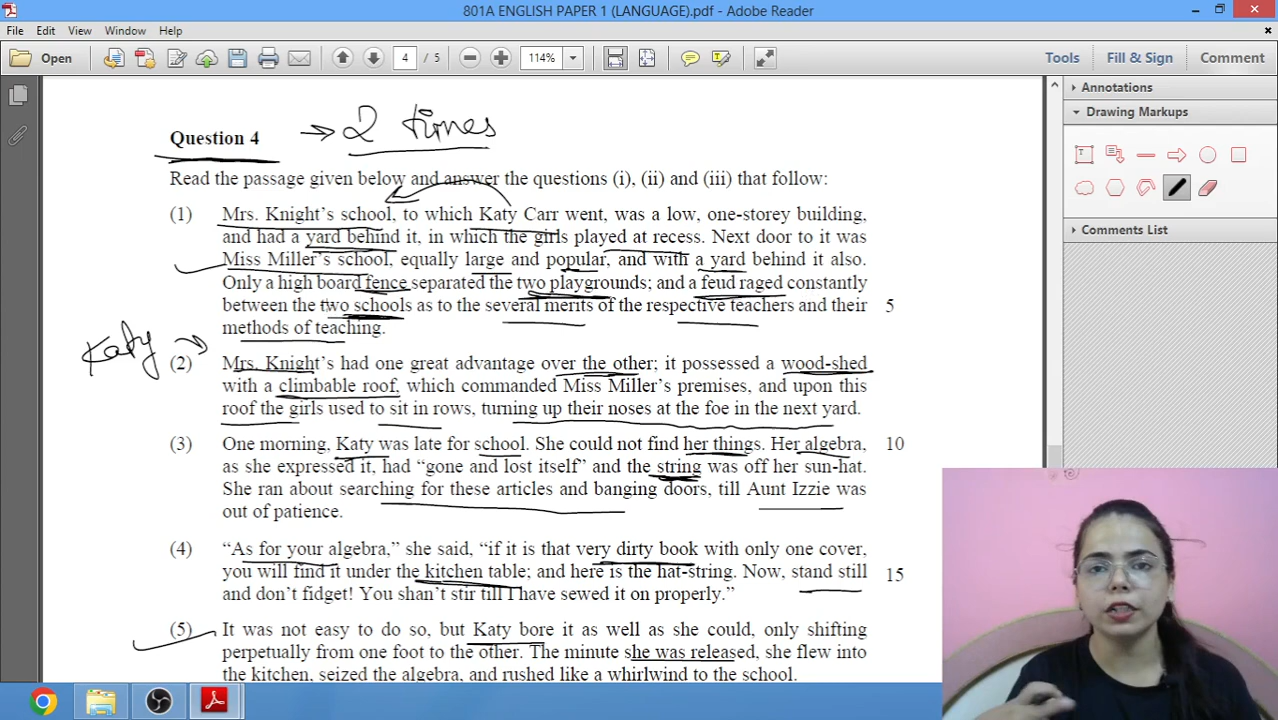 801A ENGLISH PAPER 1 (LANGUAGE).pdf - Adobe Reader
File Edit View Window Help
Open 4 / 5 114% Tools Fill & Sign Comment
Annotations
Drawing Markups
Comments List
Question 4 → 2 times
Read the passage given below and answer the questions (i), (ii) and (iii) that follow:
(1) Mrs. Knight's school, to which Katy Carr went, was a low, one-storey building,
and had a yard behind it, in which the girls played at recess. Next door to it was
Miss Miller's school, equally large and popular, and with a yard behind it also.
Only a high board fence separated the two playgrounds; and a feud raged constantly
between the two schools as to the several merits of the respective teachers and their 5
methods of teaching.
Katy →
(2) Mrs. Knight's had one great advantage over the other; it possessed a wood-shed
with a climbable roof, which commanded Miss Miller's premises, and upon this
roof the girls used to sit in rows, turning up their noses at the foe in the next yard.
(3) One morning, Katy was late for school. She could not find her things. Her algebra, 10
as she expressed it, had "gone and lost itself" and the string was off her sun-hat.
She ran about searching for these articles and banging doors, till Aunt Izzie was
out of patience.
(4) "As for your algebra," she said, "if it is that very dirty book with only one cover,
you will find it under the kitchen table; and here is the hat-string. Now, stand still 15
and don't fidget! You shan't stir till I have sewed it on properly."
(5) It was not easy to do so, but Katy bore it as well as she could, only shifting
perpetually from one foot to the other. The minute she was released, she flew into
the kitchen, seized the algebra, and rushed like a whirlwind to the school.